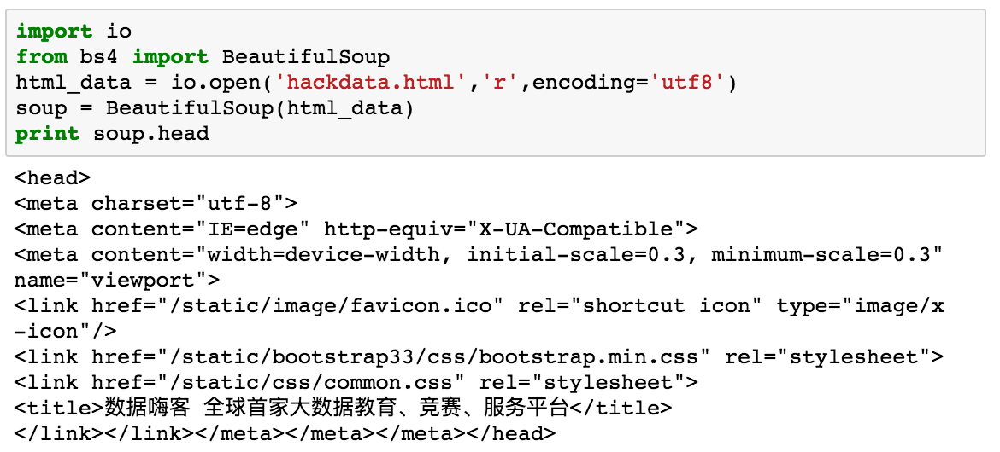 import io
from bs4 import BeautifulSoup
html_data = io.open('hackdata.html','r',encoding='utf8')
soup = BeautifulSoup(html_data)
print soup.head
<head>
<meta charset="utf-8">
<meta content="IE=edge" http-equiv="X-UA-Compatible">
<meta content="width=device-width, initial-scale=0.3, minimum-scale=0.3"
name="viewport">
<link href="/static/image/favicon.ico" rel="shortcut icon" type="image/x
-icon"/>
<link href="/static/bootstrap33/css/bootstrap.min.css" rel="stylesheet">
<link href="/static/css/common.css" rel="stylesheet">
<title>数据嗨客 全球首家大数据教育、竞赛、服务平台</title>
</link></link></meta></meta></meta></head>